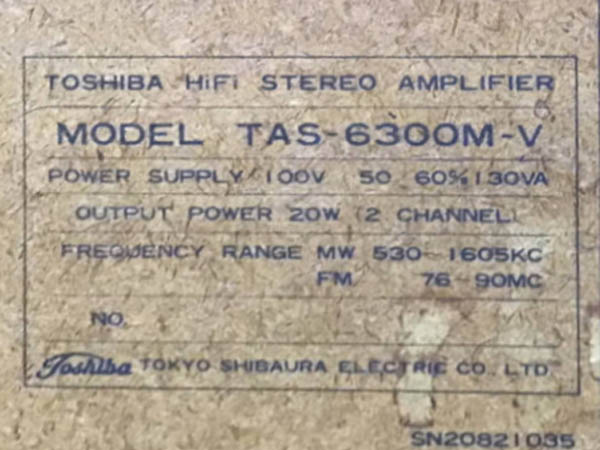 TOSHIBA HiFi STEREO AMPLIFIER
MODEL TAS-6300M-V
POWER SUPPLY 100V 50 60% 130VA
OUTPUT POWER 20W (2 CHANNEL)
FREQUENCY RANGE MW 530-1605KC
FM 76-90MC
NO.
Toshiba TOKYO SHIBAURA ELECTRIC CO. LTD.
SN20821035